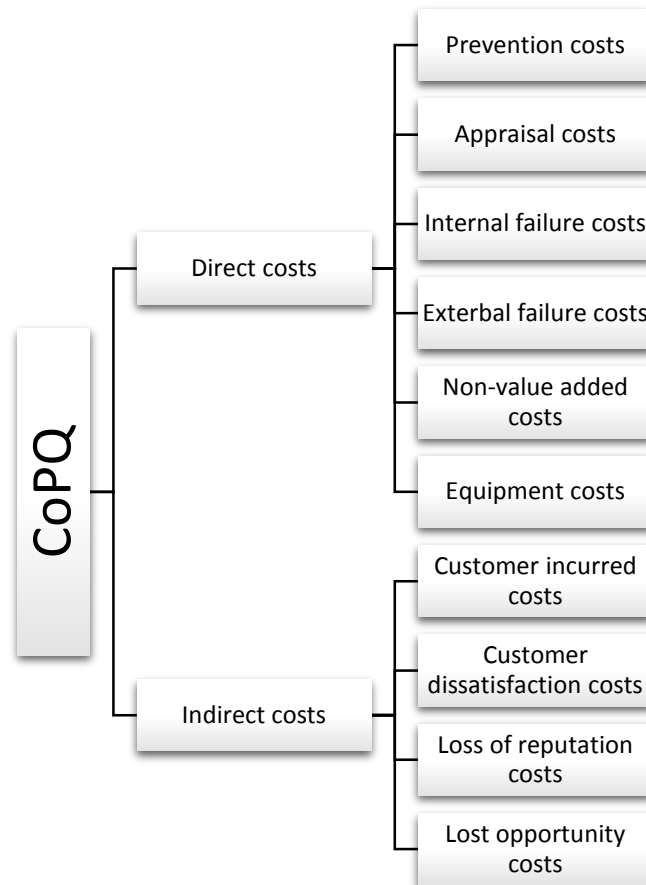 CoPQ
Direct costs
Prevention costs
Appraisal costs
Internal failure costs
Exterbal failure costs
Non-value added
costs
Equipment costs
Indirect costs
Customer incurred
costs
Customer
dissatisfaction costs
Loss of reputation
costs
Lost opportunity
costs